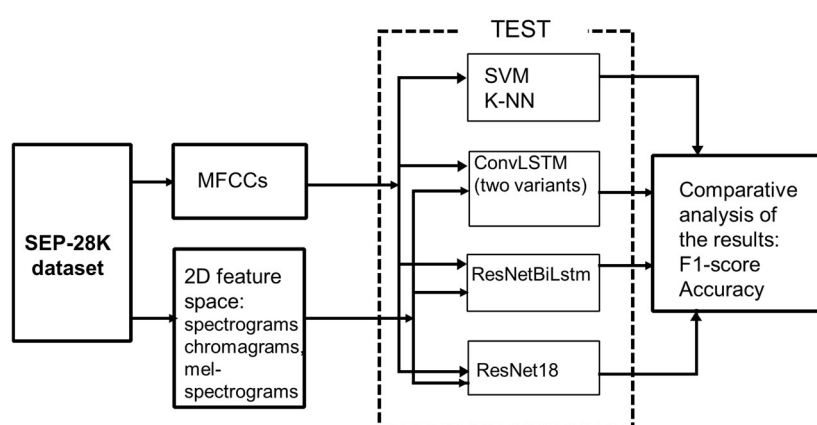 TEST
SVM
K-NN
ConvLSTM
(two variants)
ResNetBiLstm
ResNet18
MFCCs
SEP-28K
dataset
2D feature
space:
spectrograms
chromagrams,
mel-
spectrograms
Comparative
analysis of
the results:
F1-score
Accuracy